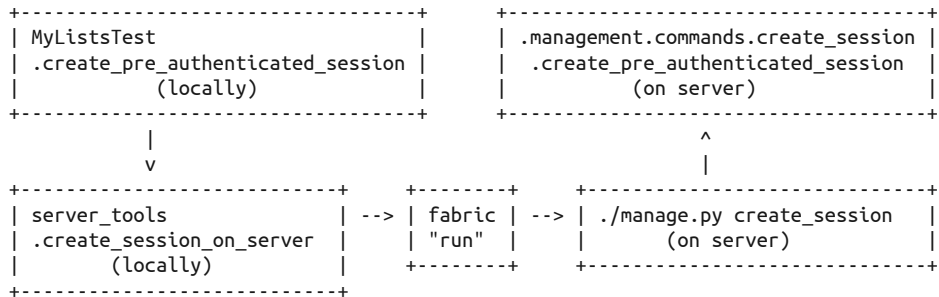 MyListsTest
.create_pre_authenticated_session
(locally)
.management.commands.create_session
.create_pre_authenticated_session
(on server)
server_tools
.create_session_on_server
(locally)
fabric
"run"
./manage.py create_session
(on server)